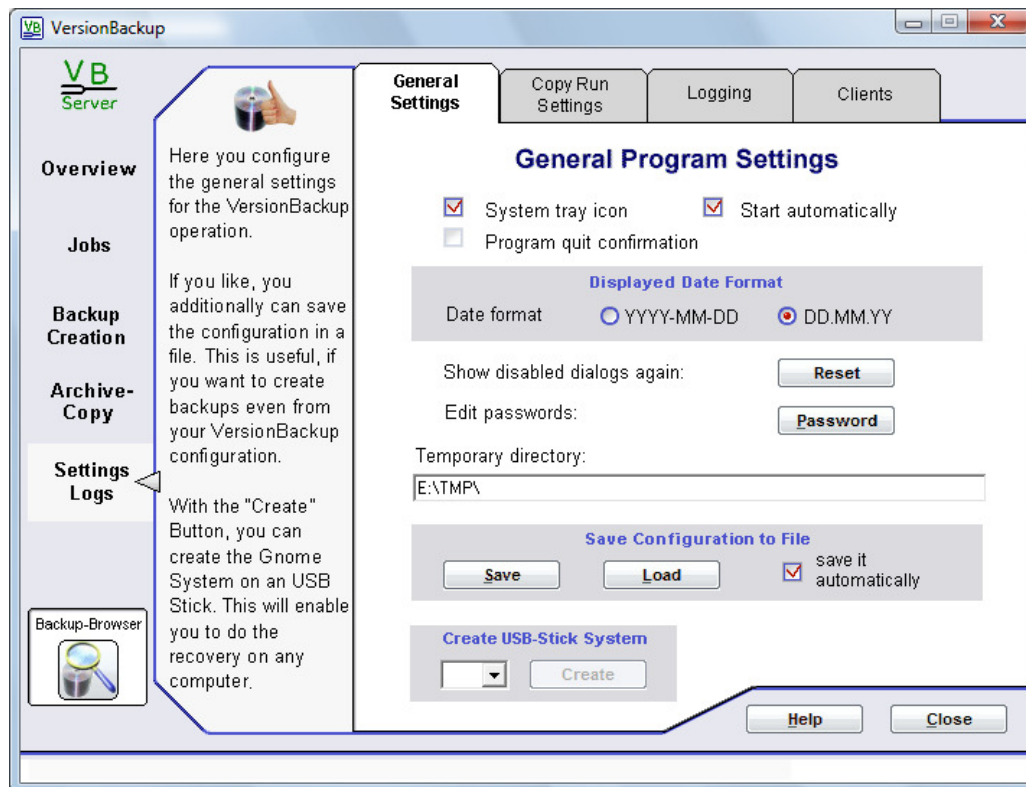 VB VersionBackup
V B
Server
Overview
Jobs
Backup
Creation
Archive-
Copy
Settings
Logs
Backup-Browser
Here you configure
the general settings
for the VersionBackup
operation.
If you like, you
additionally can save
the configuration in a
file. This is useful, if
you want to create
backups even from
your VersionBackup
configuration.
With the "Create"
Button, you can
create the Gnome
System on an USB
Stick. This will enable
you to do the
recovery on any
computer.
General
Settings
Copy Run
Settings
Logging
Clients
General Program Settings
System tray icon
Start automatically
Program quit confirmation
Displayed Date Format
Date format YYYY-MM-DD DD.MM.YY
Show disabled dialogs again: Reset
Edit passwords: Password
Temporary directory:
E:\TMP\
Save Configuration to File
Save Load
save it
automatically
Create USB-Stick System
Create
Help Close